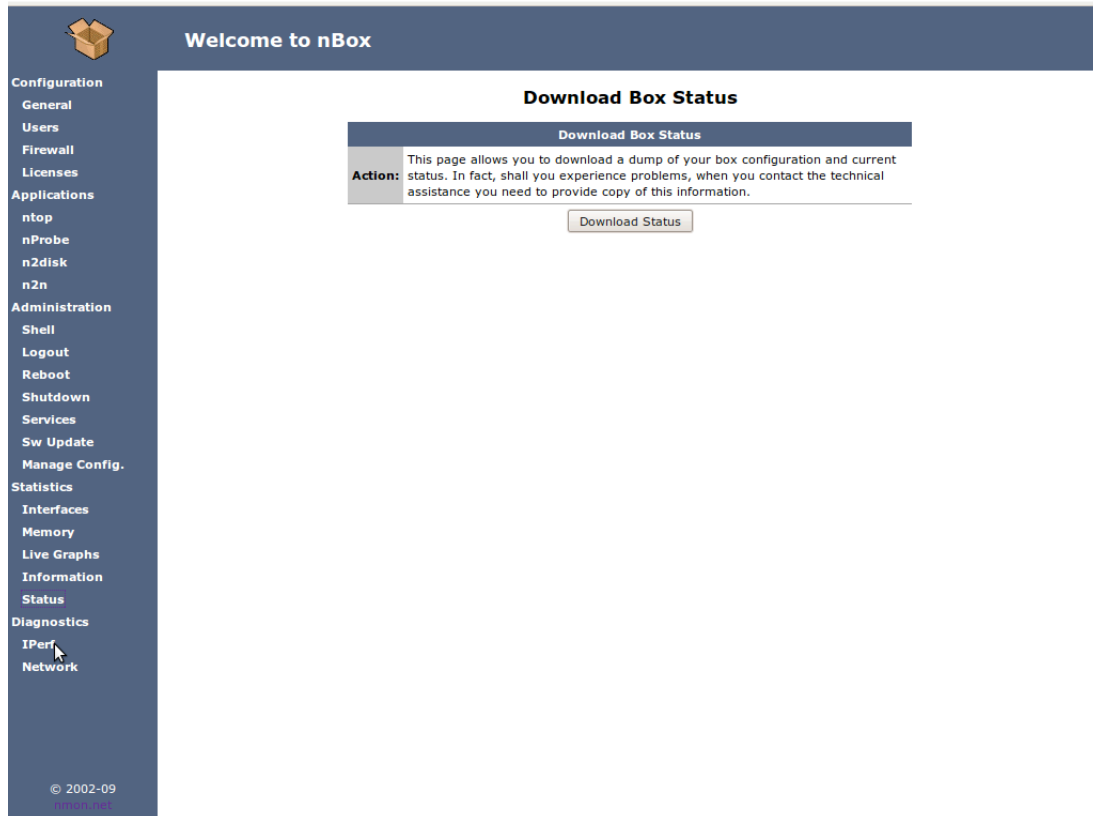 Welcome to nBox
Configuration
General
Users
Firewall
Licenses
Applications
ntop
nProbe
n2disk
n2n
Administration
Shell
Logout
Reboot
Shutdown
Services
Sw Update
Manage Config.
Statistics
Interfaces
Memory
Live Graphs
Information
Status
Diagnostics
IPerf
Network
© 2002-09
nmon.net
Download Box Status
Download Box Status
Action: This page allows you to download a dump of your box configuration and current
status. In fact, shall you experience problems, when you contact the technical
assistance you need to provide copy of this information.
Download Status